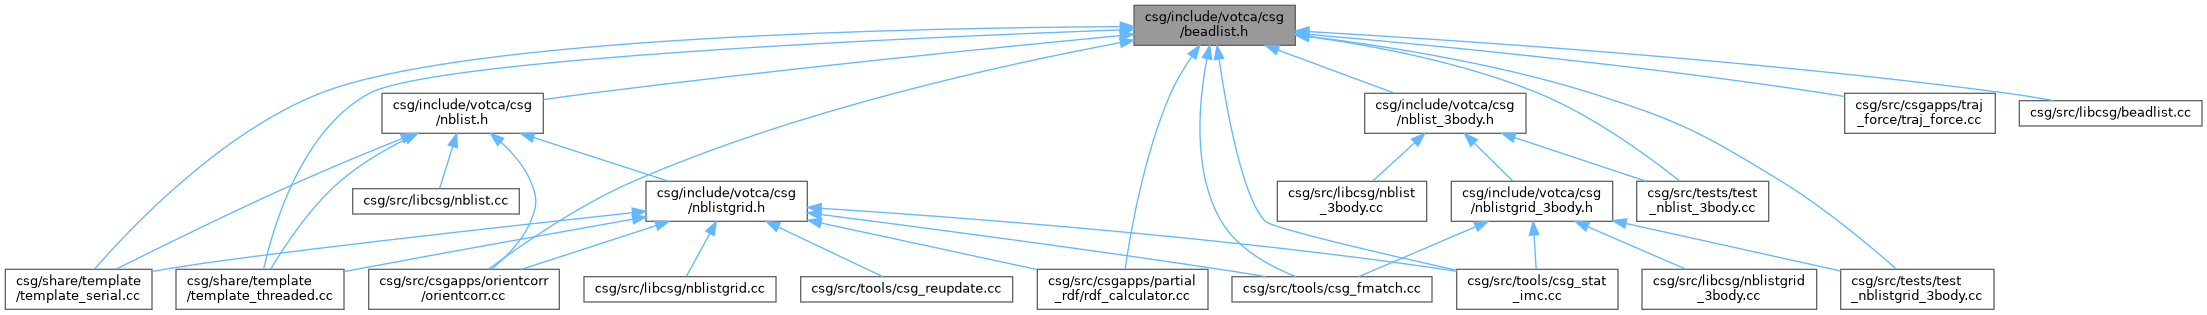 csg/include/votca/csg
/beadlist.h
csg/include/votca/csg
/nblist.h
csg/include/votca/csg
/nblist_3body.h
csg/src/csgapps/traj
_force/traj_force.cc
csg/src/libcsg/beadlist.cc
csg/src/libcsg/nblist.cc
csg/include/votca/csg
/nblistgrid.h
csg/src/libcsg/nblist
_3body.cc
csg/include/votca/csg
/nblistgrid_3body.h
csg/src/tests/test
_nblist_3body.cc
csg/share/template
/template_serial.cc
csg/share/template
/template_threaded.cc
csg/src/csgapps/orientcorr
/orientcorr.cc
csg/src/libcsg/nblistgrid.cc
csg/src/tools/csg_reupdate.cc
csg/src/csgapps/partial
_rdf/rdf_calculator.cc
csg/src/tools/csg_fmatch.cc
csg/src/tools/csg_stat
_imc.cc
csg/src/libcsg/nblistgrid
_3body.cc
csg/src/tests/test
_nblistgrid_3body.cc